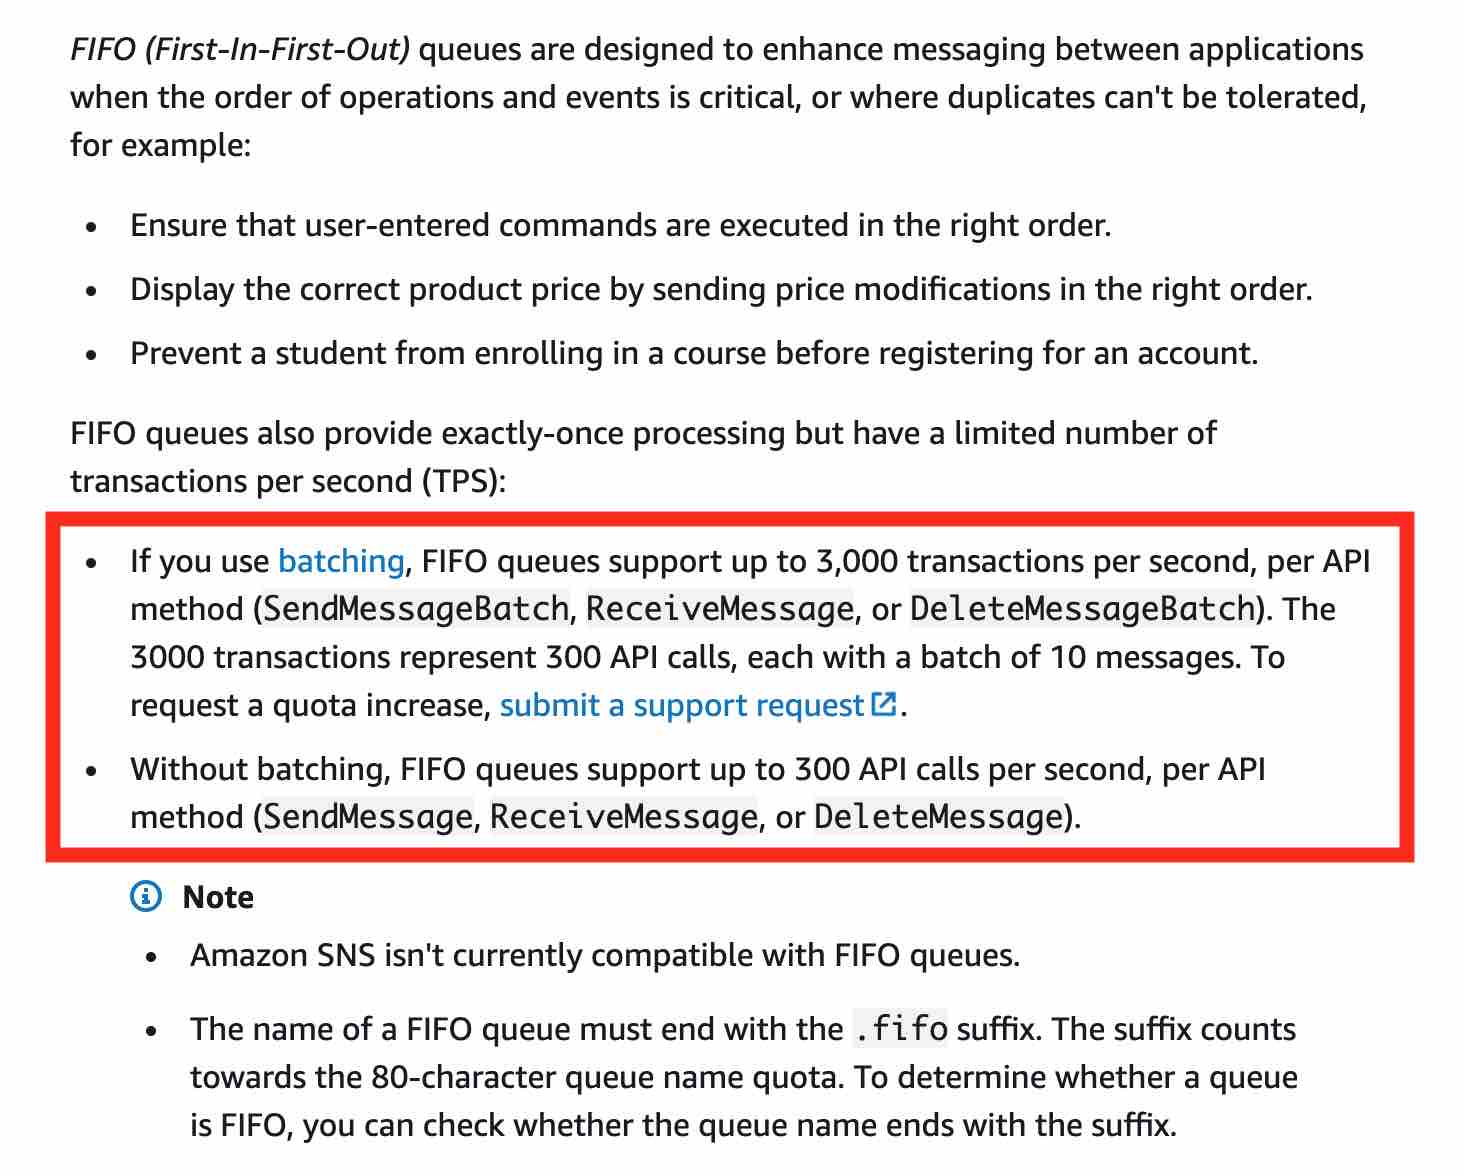 FIFO (First-In-First-Out) queues are designed to enhance messaging between applications
when the order of operations and events is critical, or where duplicates can't be tolerated,
for example:
• Ensure that user-entered commands are executed in the right order.
• Display the correct product price by sending price modifications in the right order.
• Prevent a student from enrolling in a course before registering for an account.
FIFO queues also provide exactly-once processing but have a limited number of
transactions per second (TPS):
• If you use batching, FIFO queues support up to 3,000 transactions per second, per API
method (SendMessageBatch, ReceiveMessage, or DeleteMessageBatch). The
3000 transactions represent 300 API calls, each with a batch of 10 messages. To
request a quota increase, submit a support request.
• Without batching, FIFO queues support up to 300 API calls per second, per API
method (SendMessage, ReceiveMessage, or DeleteMessage).
Note
• Amazon SNS isn't currently compatible with FIFO queues.
• The name of a FIFO queue must end with the .fifo suffix. The suffix counts
towards the 80-character queue name quota. To determine whether a queue
is FIFO, you can check whether the queue name ends with the suffix.